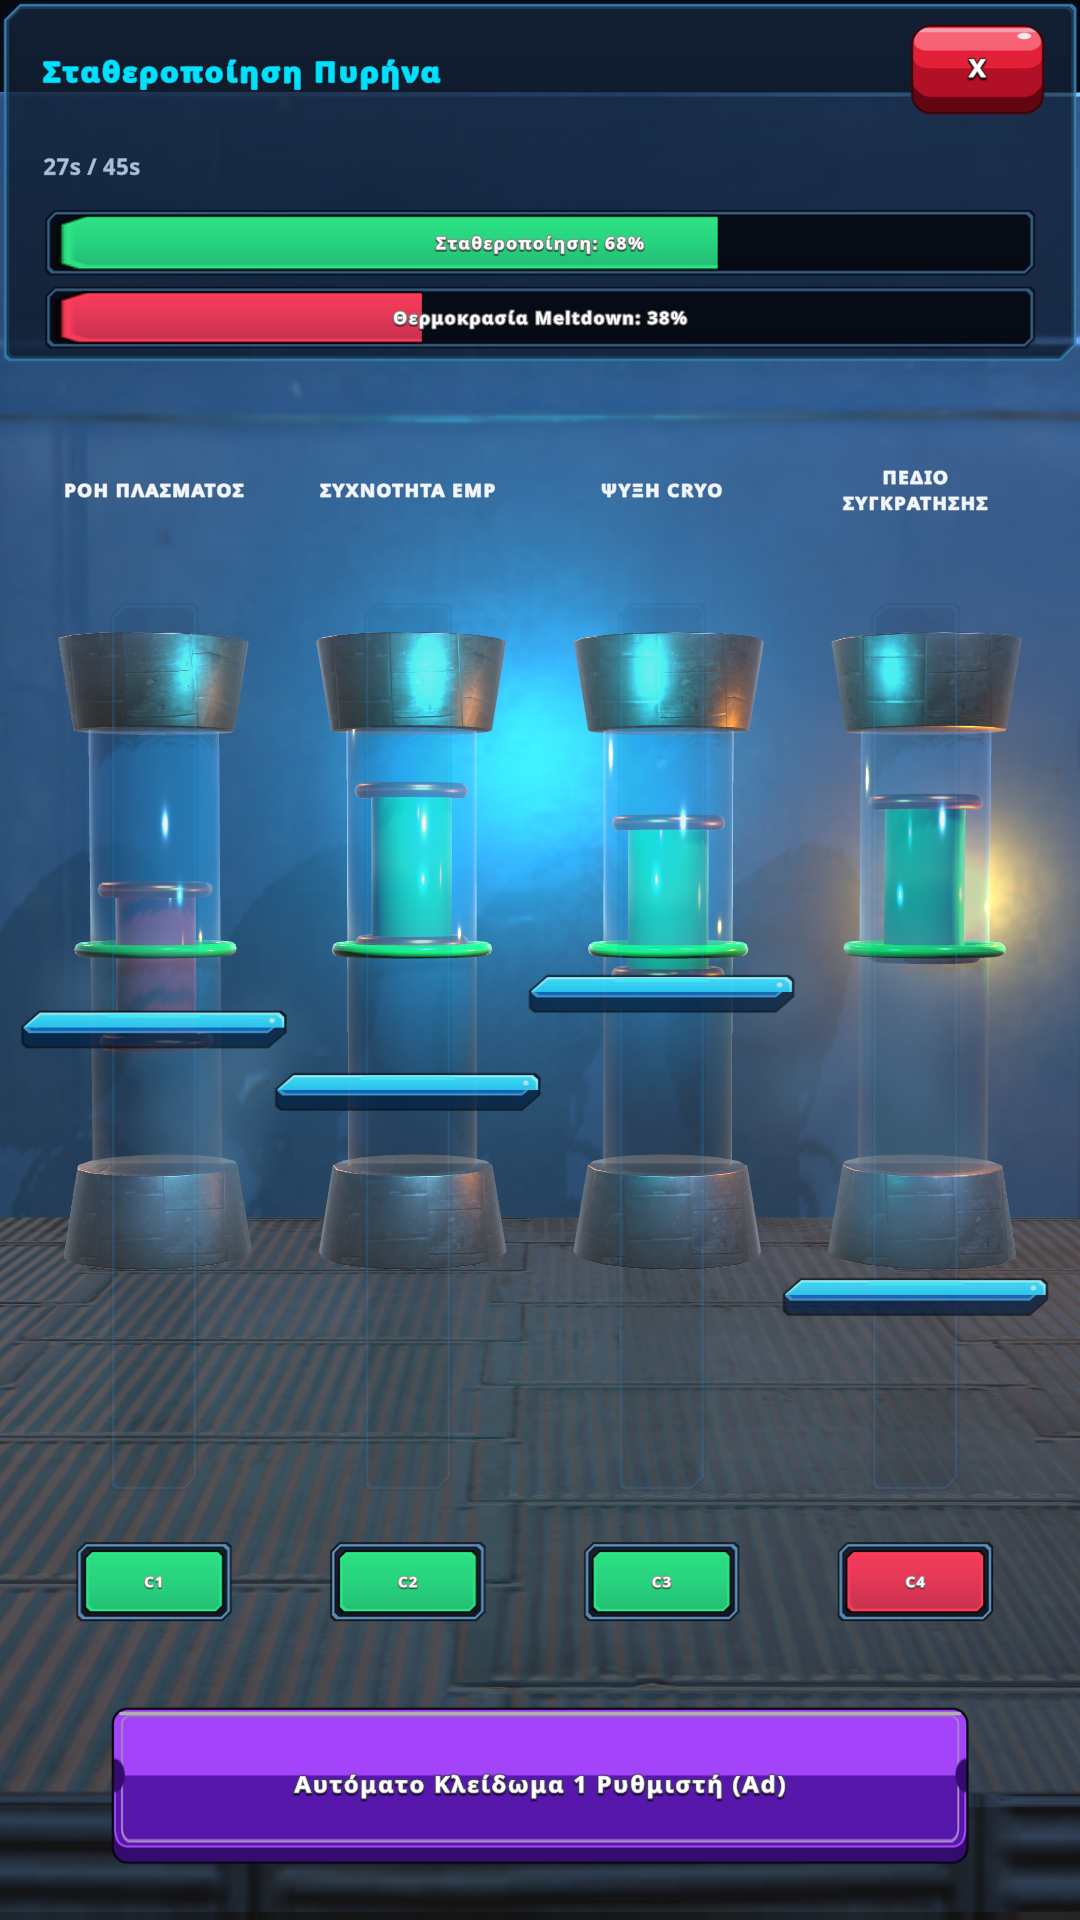 Σταθεροποίηση Πυρήνα
X
27s / 45s
Σταθεροποίηση: 68%
Θερμοκρασία Meltdown: 38%
ΡΟΗ ΠΛΑΣΜΑΤΟΣ
ΣΥΧΝΟΤΗΤΑ EMP
ΨΥΞΗ CRYO
ΠΕΔΙΟ
ΣΥΓΚΡΑΤΗΣΗΣ
C1
C2
C3
C4
Αυτόματο Κλείδωμα 1 Ρυθμιστή (Ad)